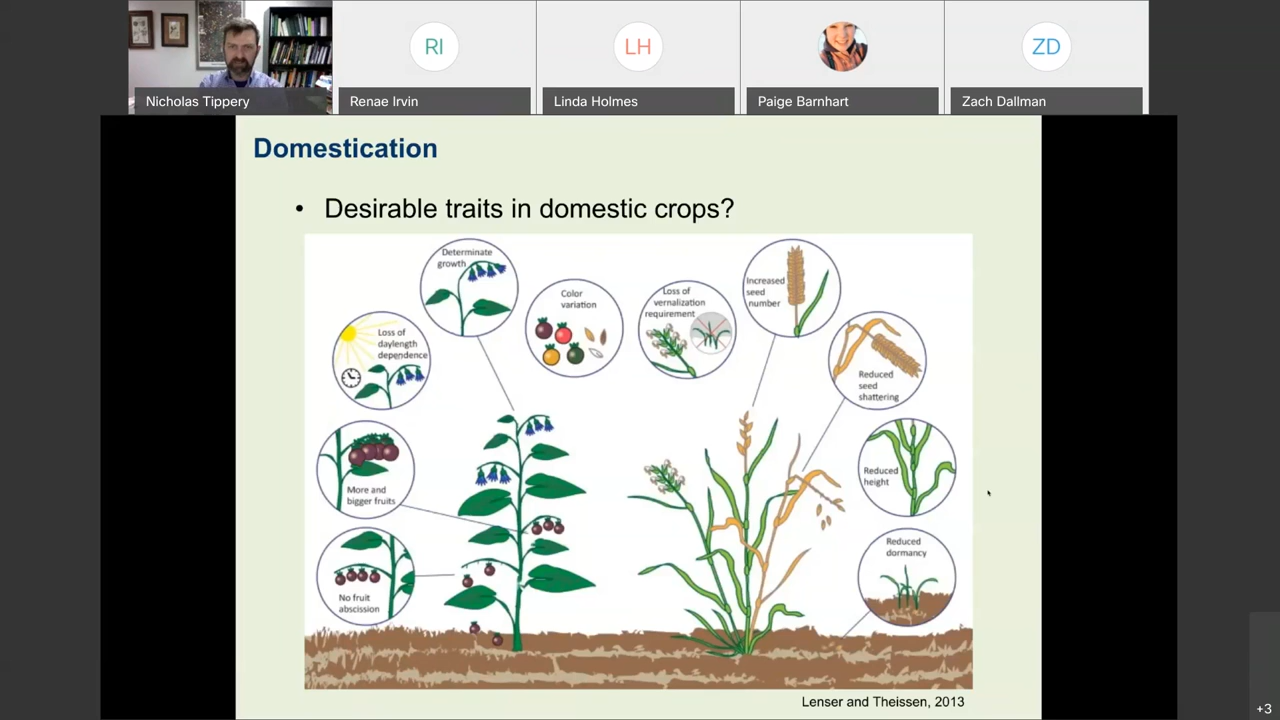 RI
LH
ZD
Nicholas Tippery
Renae Irvin
Linda Holmes
Paige Barnhart
Zach Dallman
Domestication
• Desirable traits in domestic crops?
Determinate
growth
Color
variation
Loss of
vernalization
requirement
Increased
seed
number
Loss of
daylength
dependence
Reduced
seed
shattering
More and
bigger fruits
Reduced
height
No fruit
abscission
Reduced
dormancy
Lenser and Theissen, 2013
+3